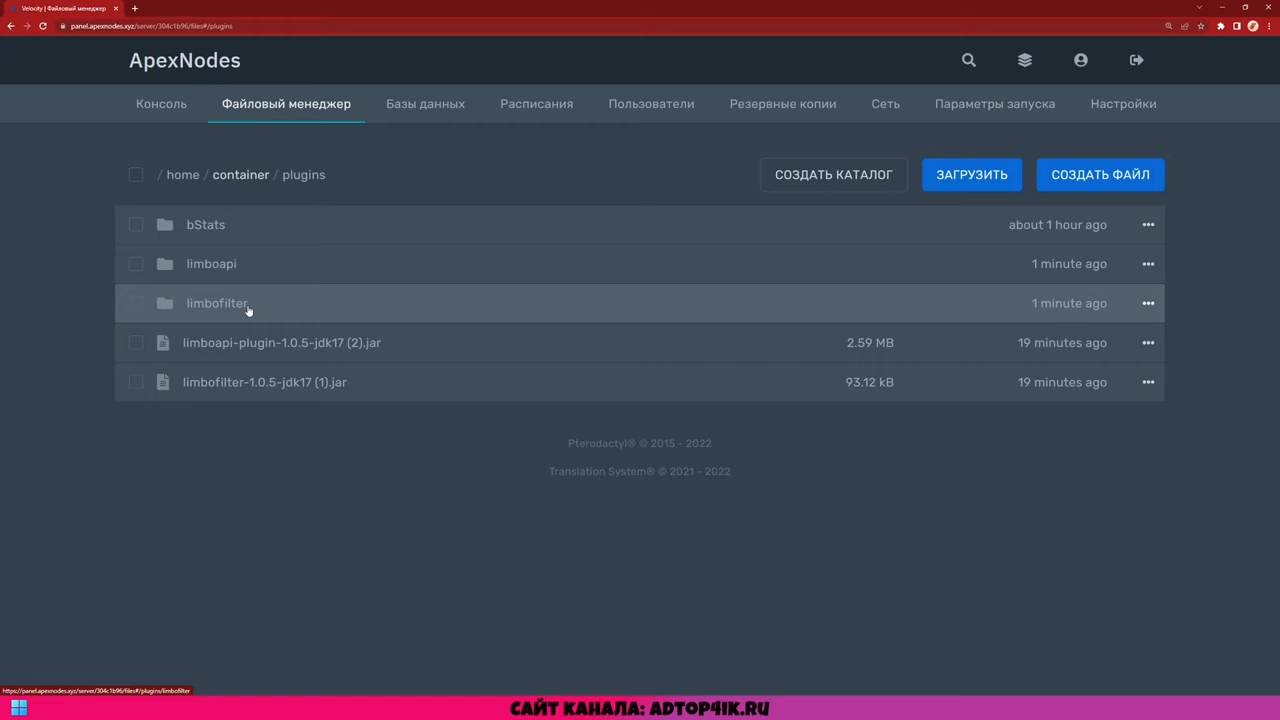 Velocity | Файловый менеджер
panel.apexnodes.xyz/server/304c1b96/files#/plugins
ApexNodes
Консоль Файловый менеджер Базы данных Расписания Пользователи Резервные копии Сеть Параметры запуска Настройки
/ home / container / plugins СОЗДАТЬ КАТАЛОГ ЗАГРУЗИТЬ СОЗДАТЬ ФАЙЛ
bStats about 1 hour ago
limboapi 1 minute ago
limbofilter 1 minute ago
limboapi-plugin-1.0.5-jdk17 (2).jar 2.59 MB 19 minutes ago
limbofilter-1.0.5-jdk17 (1).jar 93.12 kB 19 minutes ago
Pterodactyl® © 2015 - 2022
Translation System® © 2021 - 2022
https://panel.apexnodes.xyz/server/304c1b96/files#/plugins/limbofilter
САЙТ КАНАЛА: ADTOP4IK.RU